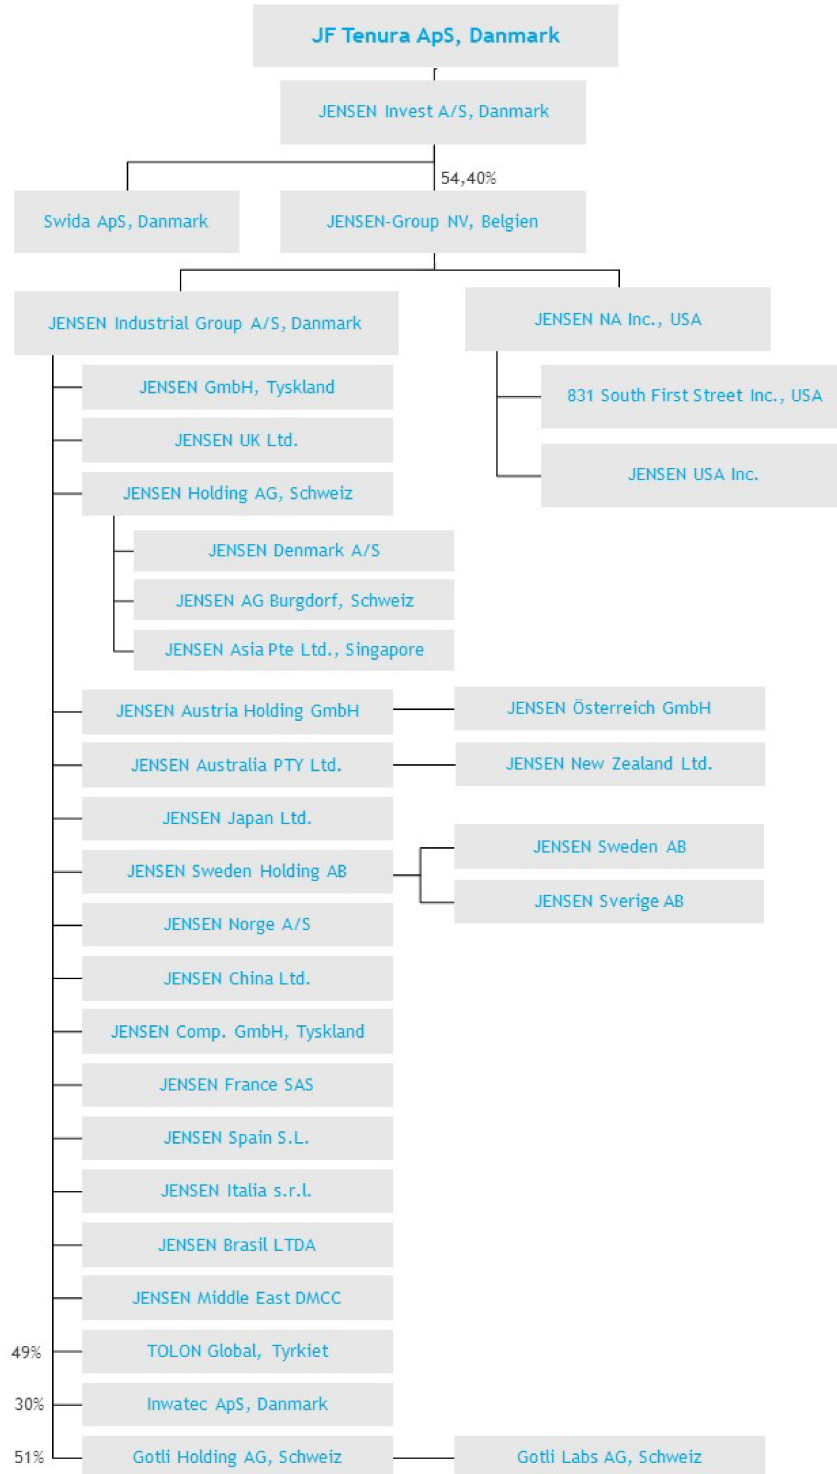 JF Tenura ApS, Danmark
JENSEN Invest A/S, Danmark
54,40%
Swida ApS, Danmark
JENSEN-Group NV, Belgien
JENSEN Industrial Group A/S, Danmark
JENSEN NA Inc., USA
JENSEN GmbH, Tyskland
831 South First Street Inc., USA
JENSEN UK Ltd.
JENSEN USA Inc.
JENSEN Holding AG, Schweiz
JENSEN Denmark A/S
JENSEN AG Burgdorf, Schweiz
JENSEN Asia Pte Ltd., Singapore
JENSEN Austria Holding GmbH
JENSEN Österreich GmbH
JENSEN Australia PTY Ltd.
JENSEN New Zealand Ltd.
JENSEN Japan Ltd.
JENSEN Sweden Holding AB
JENSEN Sweden AB
JENSEN Sverige AB
JENSEN Norge A/S
JENSEN China Ltd.
JENSEN Comp. GmbH, Tyskland
JENSEN France SAS
JENSEN Spain S.L.
JENSEN Italia s.r.l.
JENSEN Brasil LTDA
JENSEN Middle East DMCC
49%
TOLON Global, Tyrkiet
30%
Inwatec ApS, Danmark
51%
Gotli Holding AG, Schweiz
Gotli Labs AG, Schweiz